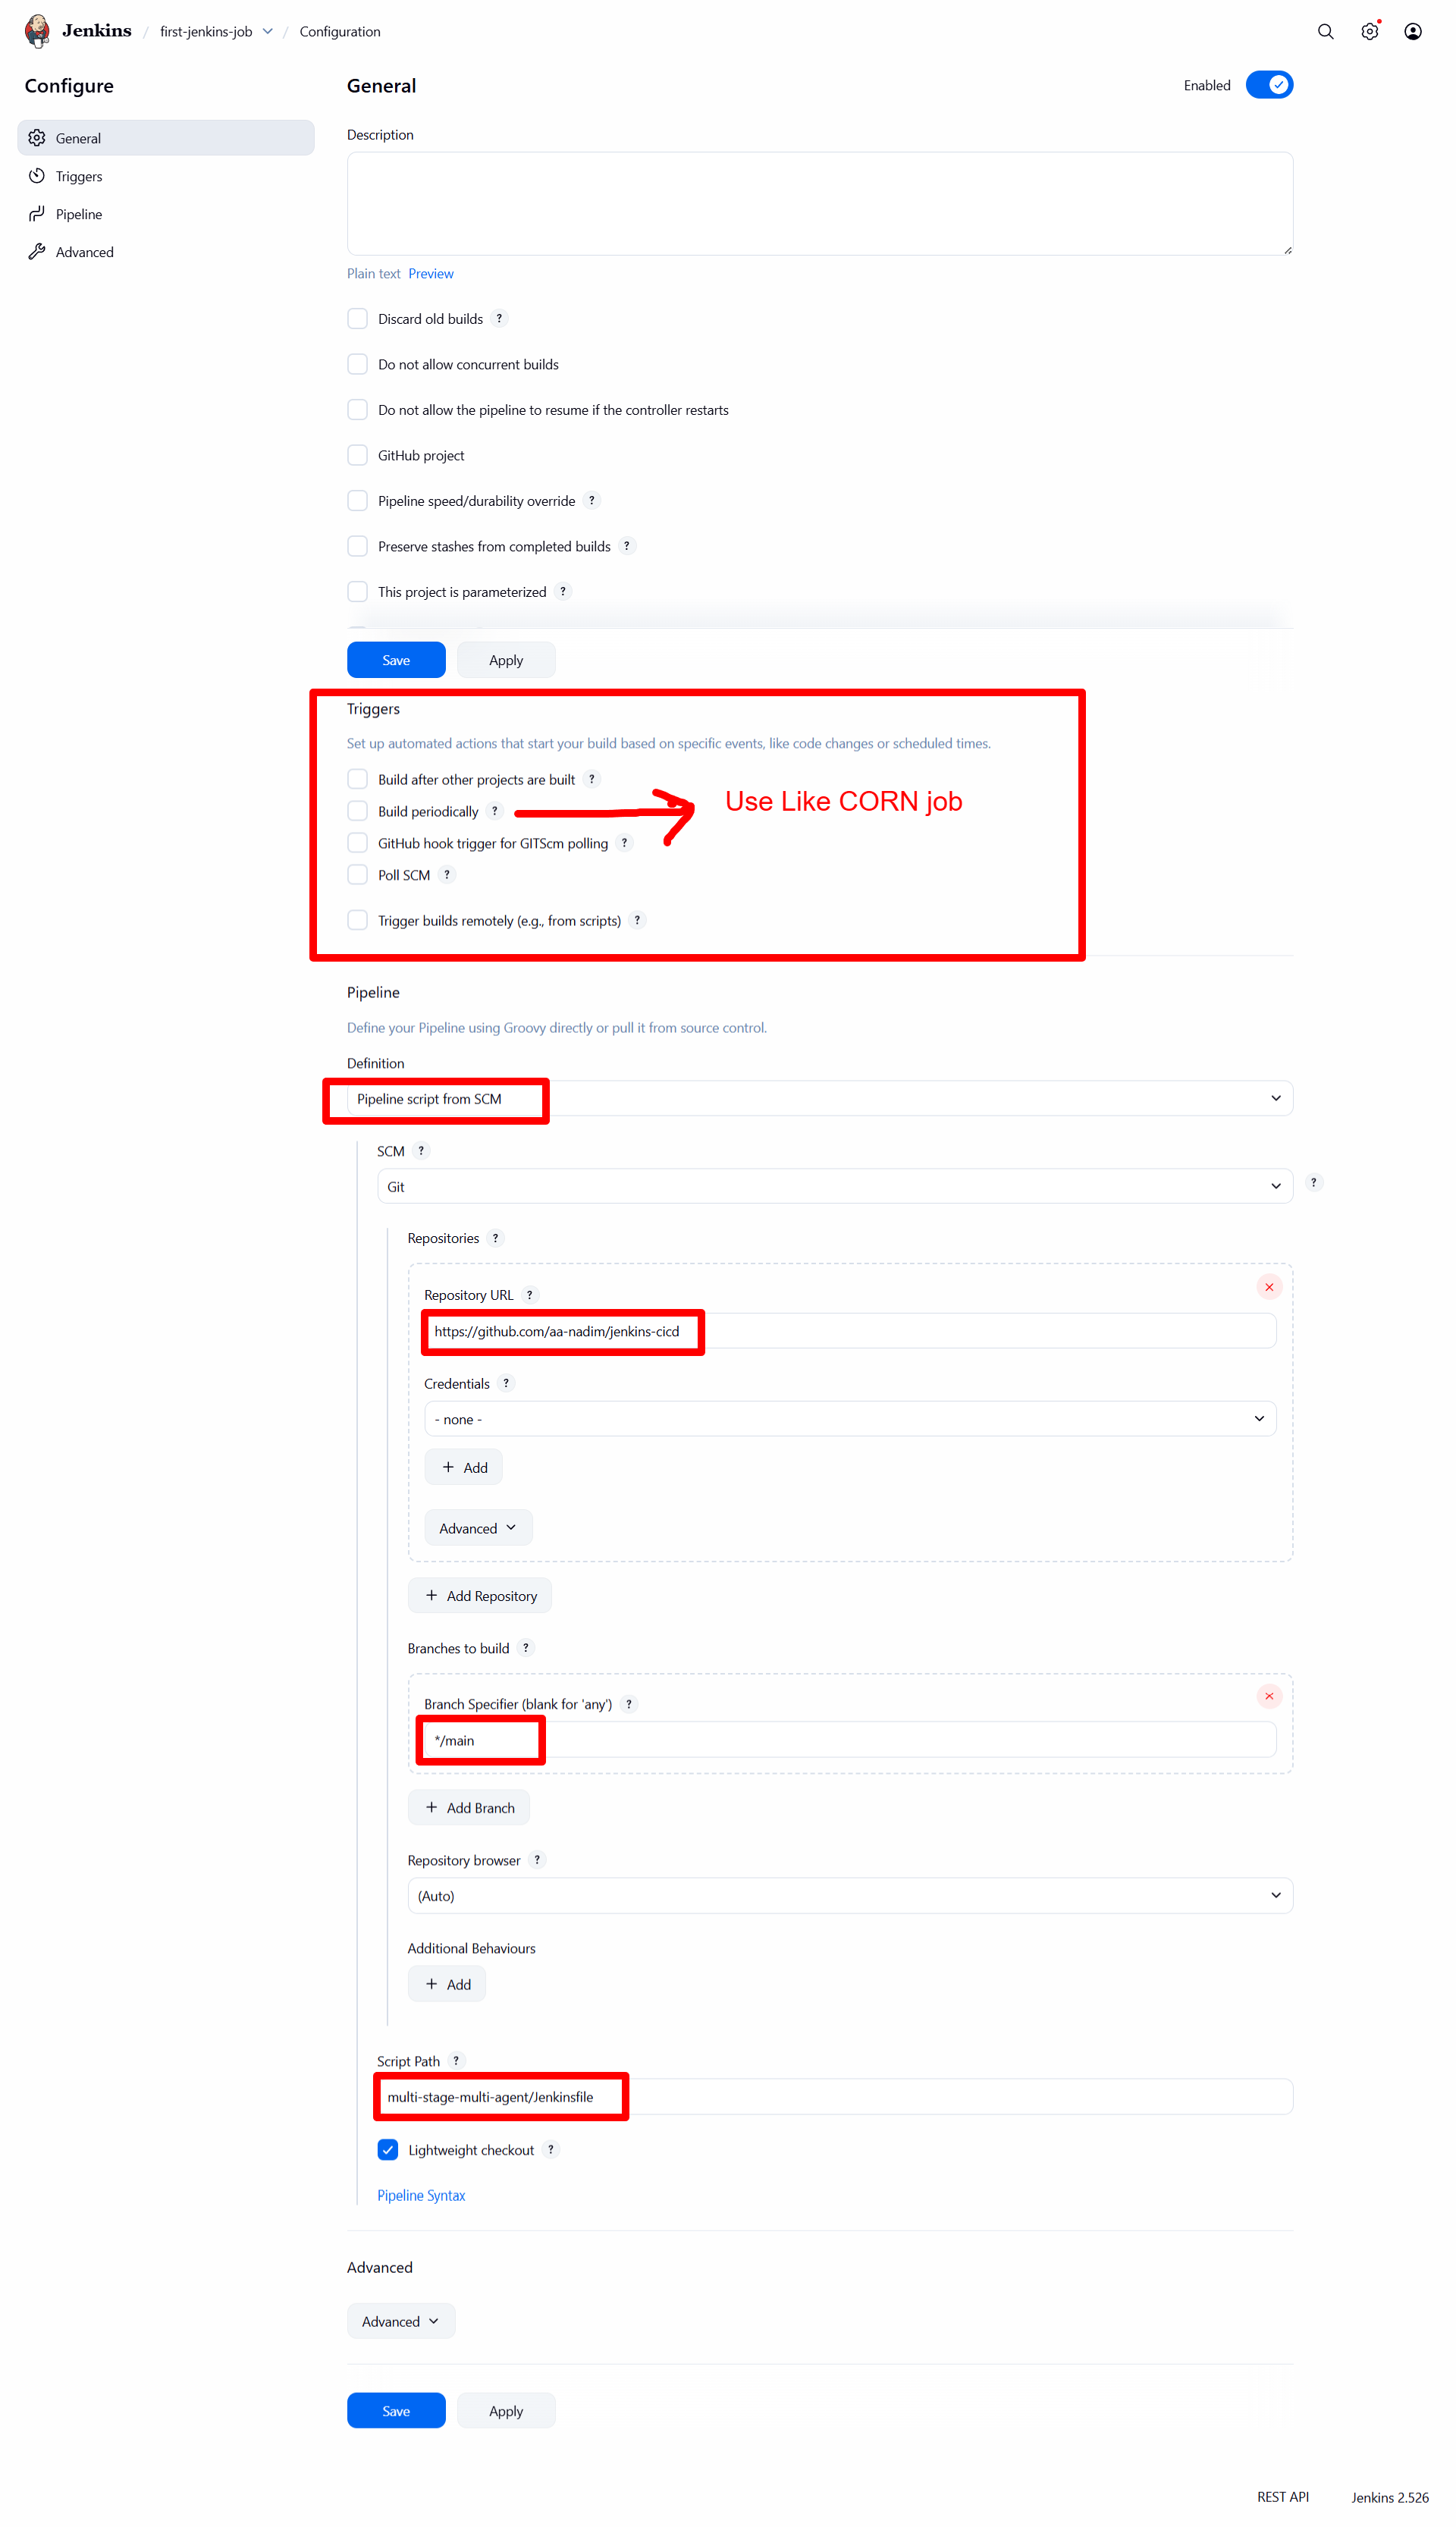 Jenkins / first-jenkins-job / Configuration
Configure
General
Triggers
Pipeline
Advanced
General
Enabled
Description
Plain text Preview
Discard old builds ?
Do not allow concurrent builds
Do not allow the pipeline to resume if the controller restarts
GitHub project
Pipeline speed/durability override ?
Preserve stashes from completed builds ?
This project is parameterized ?
Save Apply
Triggers
Set up automated actions that start your build based on specific events, like code changes or scheduled times.
Build after other projects are built ?
Build periodically ?
Use Like CORN job
GitHub hook trigger for GITScm polling ?
Poll SCM ?
Trigger builds remotely (e.g., from scripts) ?
Pipeline
Define your Pipeline using Groovy directly or pull it from source control.
Definition
Pipeline script from SCM
SCM ?
Git
?
Repositories ?
Repository URL ?
https://github.com/aa-nadim/jenkins-cicd
Credentials ?
- none -
+ Add
Advanced
+ Add Repository
Branches to build ?
Branch Specifier (blank for 'any') ?
*/main
+ Add Branch
Repository browser ?
(Auto)
Additional Behaviours
+ Add
Script Path ?
multi-stage-multi-agent/Jenkinsfile
Lightweight checkout ?
Pipeline Syntax
Advanced
Advanced
Save Apply
REST API Jenkins 2.526